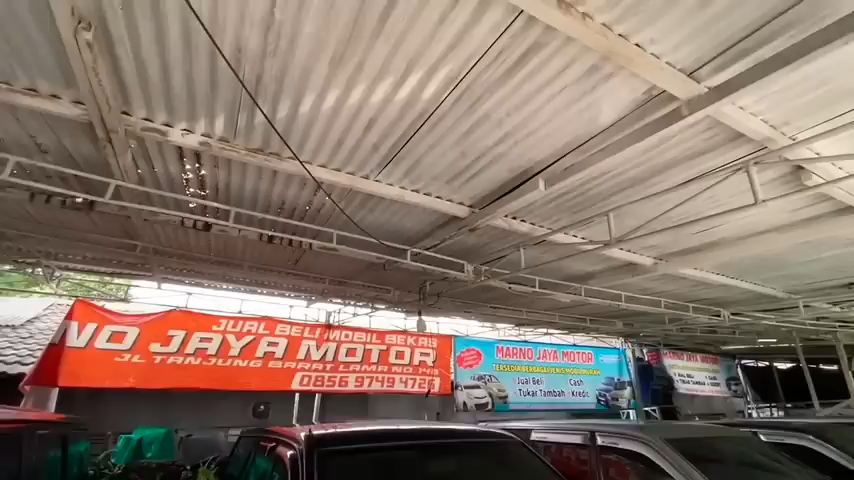 JUAL BELI MOBIL BEKAS
NO JAYA MOTOR
JL TANJUNG BARAT LAMA NO.
0856 9749 4726
MARNO JAYA MOTOR
TERSEDIA BERBAGAI JENIS MOBIL MURAH
Jual Beli Cash
Tukar Tambah Kredit
MARNO JAYA MOTOR